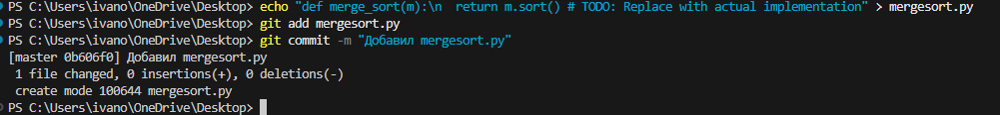 PS C:\Users\ivano\OneDrive\Desktop> echo "def merge_sort(m):\n  return m.sort() # TODO: Replace with actual implementation" > mergesort.py
PS C:\Users\ivano\OneDrive\Desktop> git add mergesort.py
PS C:\Users\ivano\OneDrive\Desktop> git commit -m "Добавил mergesort.py"
[master 0b606f0] Добавил mergesort.py
 1 file changed, 0 insertions(+), 0 deletions(-)
 create mode 100644 mergesort.py
PS C:\Users\ivano\OneDrive\Desktop>